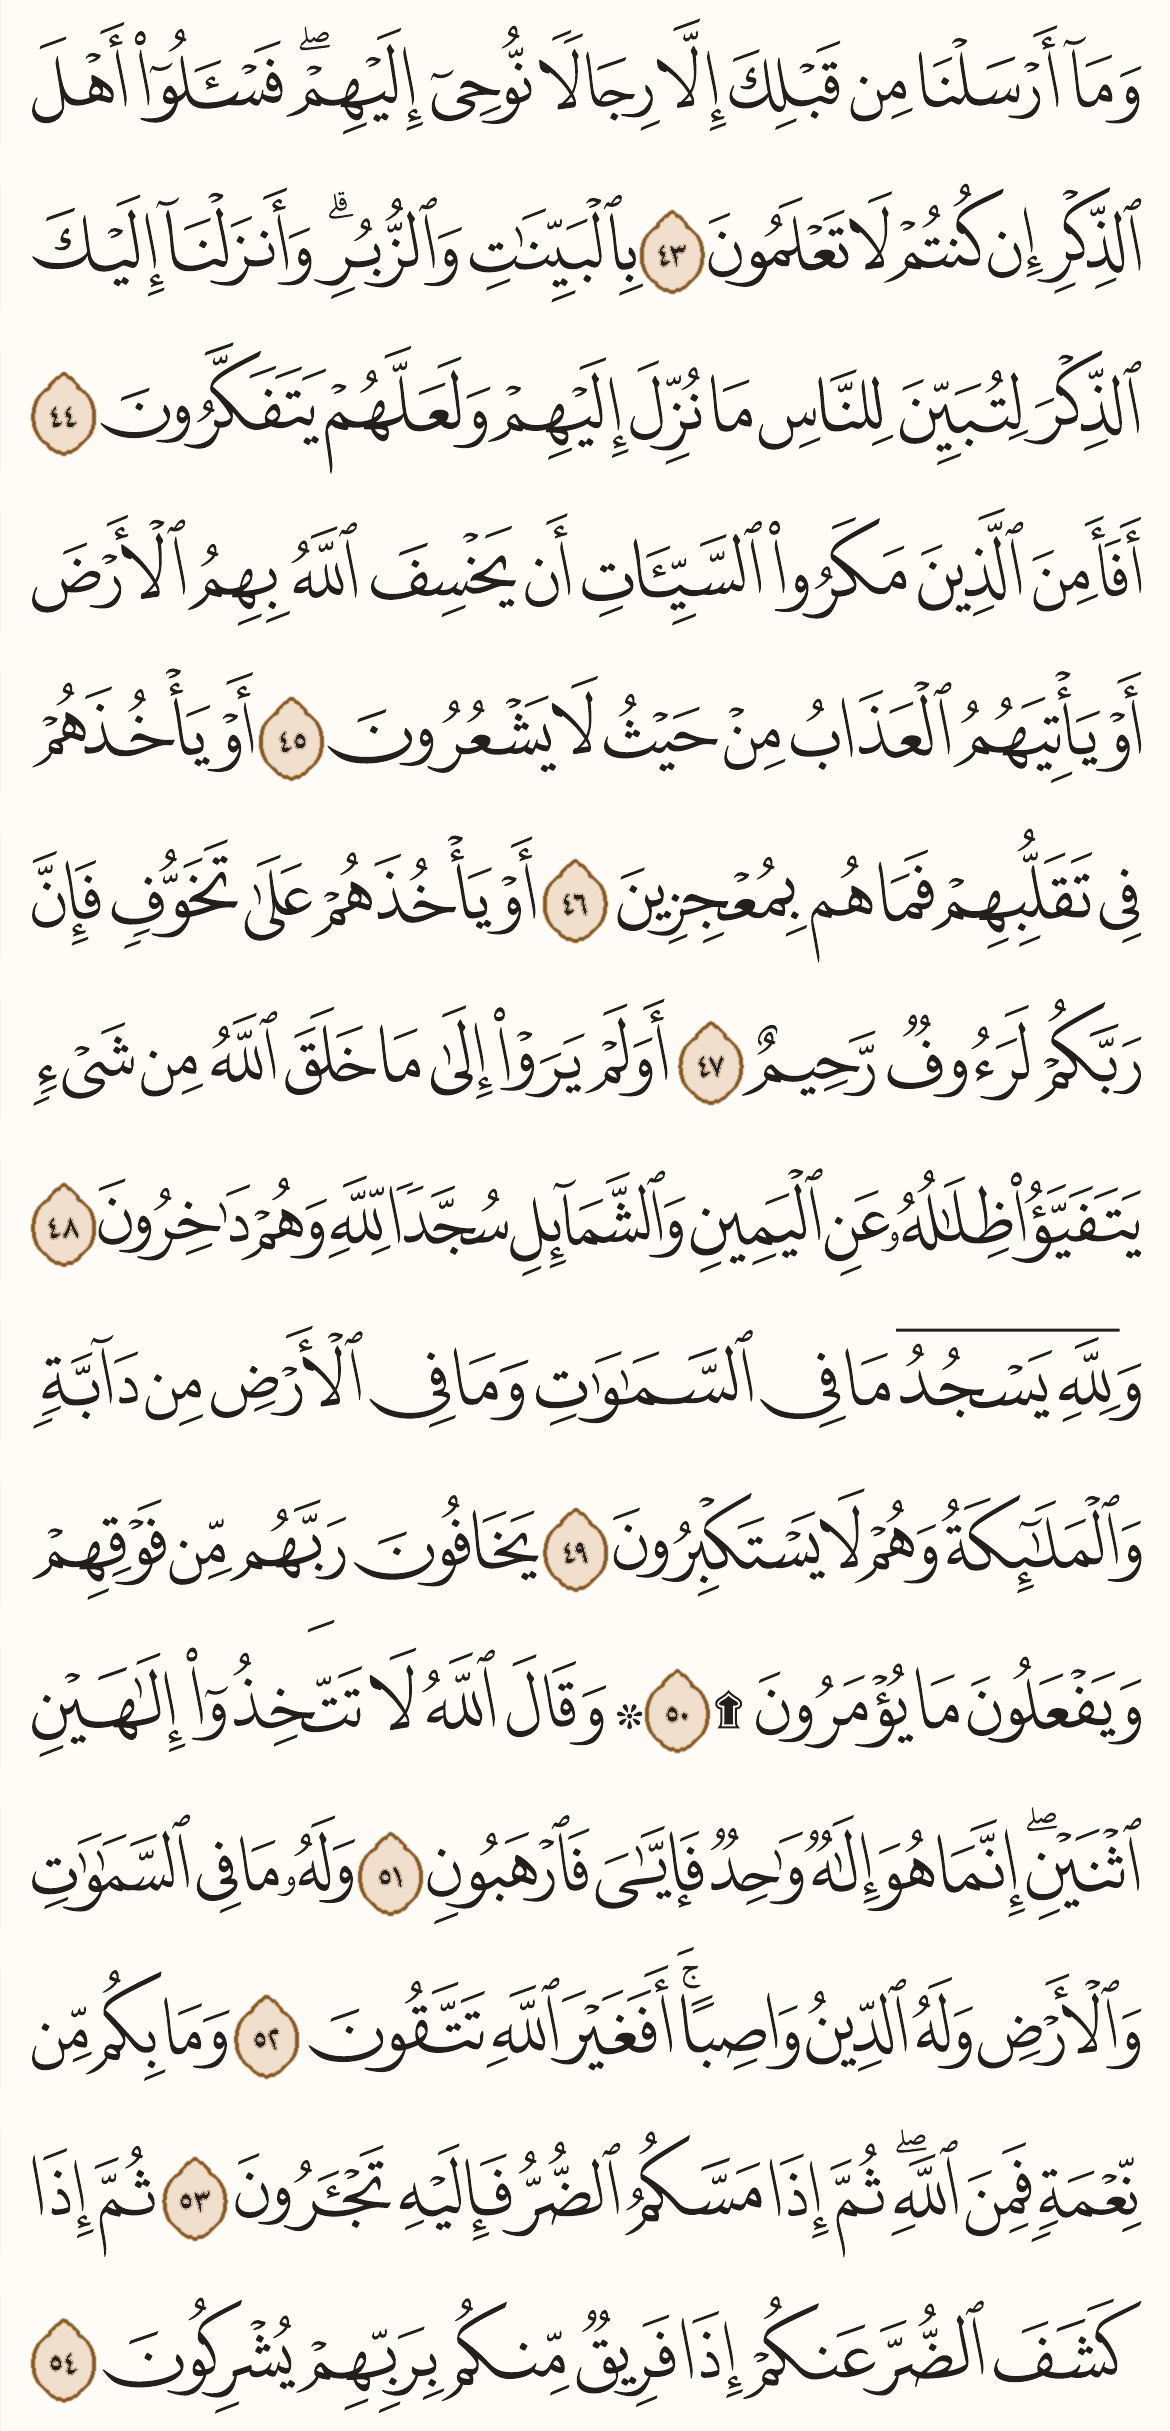 وَمَآ أَرْسَلْنَا مِن قَبْلِكَ إِلَّا رِجَالًا نُّوحِىٓ إِلَيْهِمْ ۖ فَسْـَٔلُوٓا۟ أَهْلَ
ٱلذِّكْرِ إِن كُنتُمْ لَا تَعْلَمُونَ ٤٣ بِٱلْبَيِّنَـٰتِ وَٱلزُّبُرِ ۗ وَأَنزَلْنَآ إِلَيْكَ
ٱلذِّكْرَ لِتُبَيِّنَ لِلنَّاسِ مَا نُزِّلَ إِلَيْهِمْ وَلَعَلَّهُمْ يَتَفَكَّرُونَ ٤٤
أَفَأَمِنَ ٱلَّذِينَ مَكَرُوا۟ ٱلسَّيِّـَٔاتِ أَن يَخْسِفَ ٱللَّهُ بِهِمُ ٱلْأَرْضَ
أَوْ يَأْتِيَهُمُ ٱلْعَذَابُ مِنْ حَيْثُ لَا يَشْعُرُونَ ٤٥ أَوْ يَأْخُذَهُمْ
فِى تَقَلُّبِهِمْ فَمَا هُم بِمُعْجِزِينَ ٤٦ أَوْ يَأْخُذَهُمْ عَلَىٰ تَخَوُّفٍ فَإِنَّ
رَبَّكُمْ لَرَءُوفٌ رَّحِيمٌ ٤٧ أَوَلَمْ يَرَوْا۟ إِلَىٰ مَا خَلَقَ ٱللَّهُ مِن شَىْءٍ
يَتَفَيَّؤُا۟ ظِلَـٰلُهُۥ عَنِ ٱلْيَمِينِ وَٱلشَّمَآئِلِ سُجَّدًا لِّلَّهِ وَهُمْ دَٰخِرُونَ ٤٨
وَلِلَّهِ يَسْجُدُ مَا فِى ٱلسَّمَـٰوَٰتِ وَمَا فِى ٱلْأَرْضِ مِن دَآبَّةٍ
وَٱلْمَلَـٰٓئِكَةُ وَهُمْ لَا يَسْتَكْبِرُونَ ٤٩ يَخَافُونَ رَبَّهُم مِّن فَوْقِهِمْ
وَيَفْعَلُونَ مَا يُؤْمَرُونَ ۩ ٥٠ ۞ وَقَالَ ٱللَّهُ لَا تَتَّخِذُوٓا۟ إِلَـٰهَيْنِ
ٱثْنَيْنِ ۖ إِنَّمَا هُوَ إِلَـٰهٌ وَٰحِدٌ فَإِيَّـٰىَ فَٱرْهَبُونِ ٥١ وَلَهُۥ مَا فِى ٱلسَّمَـٰوَٰتِ
وَٱلْأَرْضِ وَلَهُ ٱلدِّينُ وَاصِبًا ۚ أَفَغَيْرَ ٱللَّهِ تَتَّقُونَ ٥٢ وَمَا بِكُم مِّن
نِّعْمَةٍ فَمِنَ ٱللَّهِ ۖ ثُمَّ إِذَا مَسَّكُمُ ٱلضُّرُّ فَإِلَيْهِ تَجْـَٔرُونَ ٥٣ ثُمَّ إِذَا
كَشَفَ ٱلضُّرَّ عَنكُمْ إِذَا فَرِيقٌ مِّنكُم بِرَبِّهِمْ يُشْرِكُونَ ٥٤